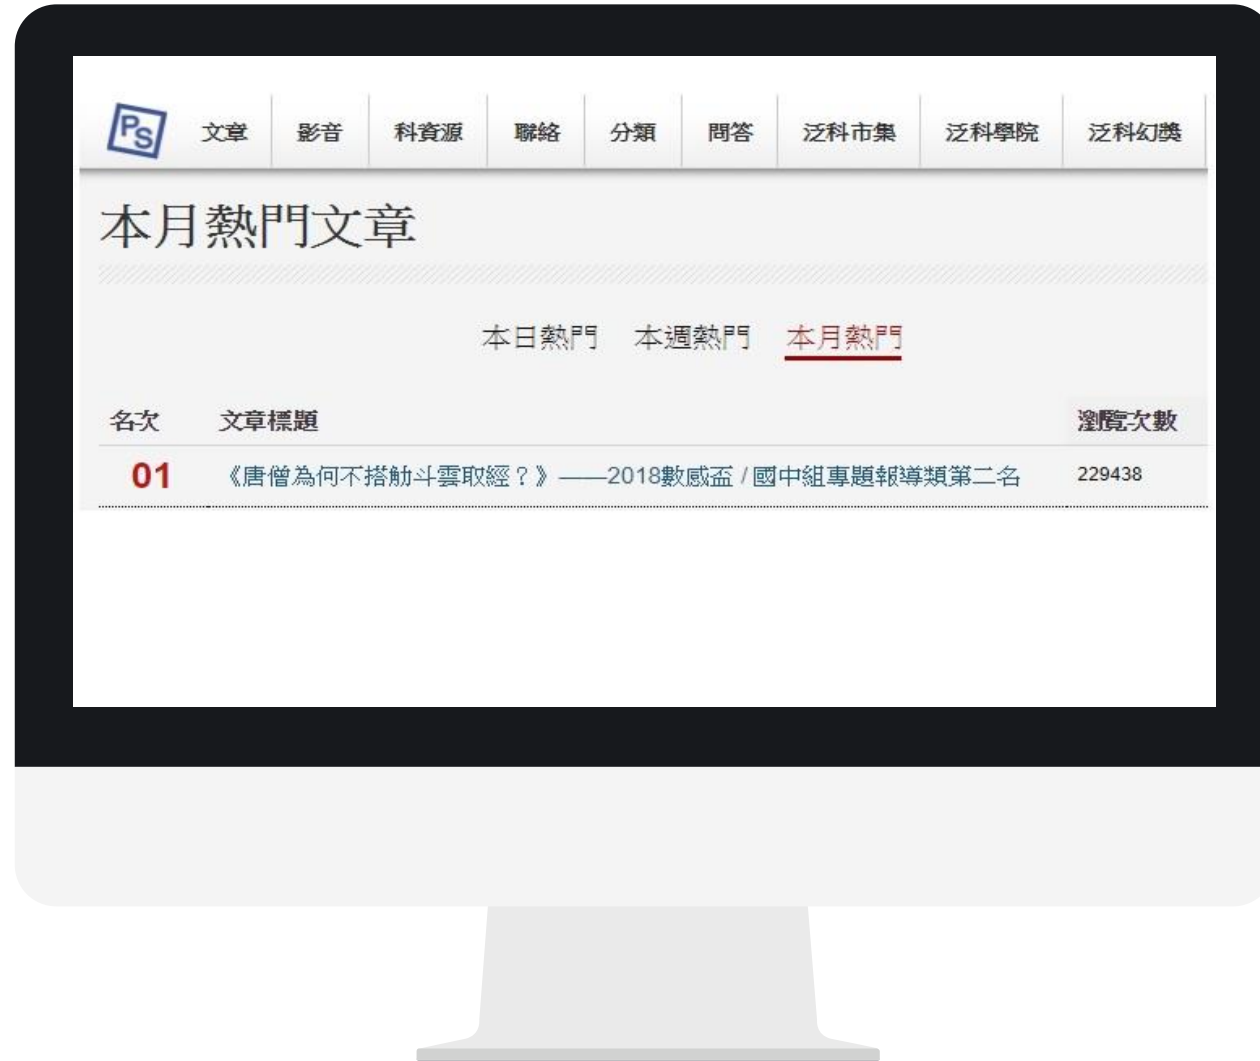 PS 文章 影音 科資源 聯絡 分類 問答 泛科市集 泛科學院 泛科幻獎
本月熱門文章
本日熱門 本週熱門 本月熱門
名次 文章標題 瀏覽次數
01 《唐僧為何不搭觔斗雲取經？》——2018數感盃 / 國中組專題報導類第二名 229438